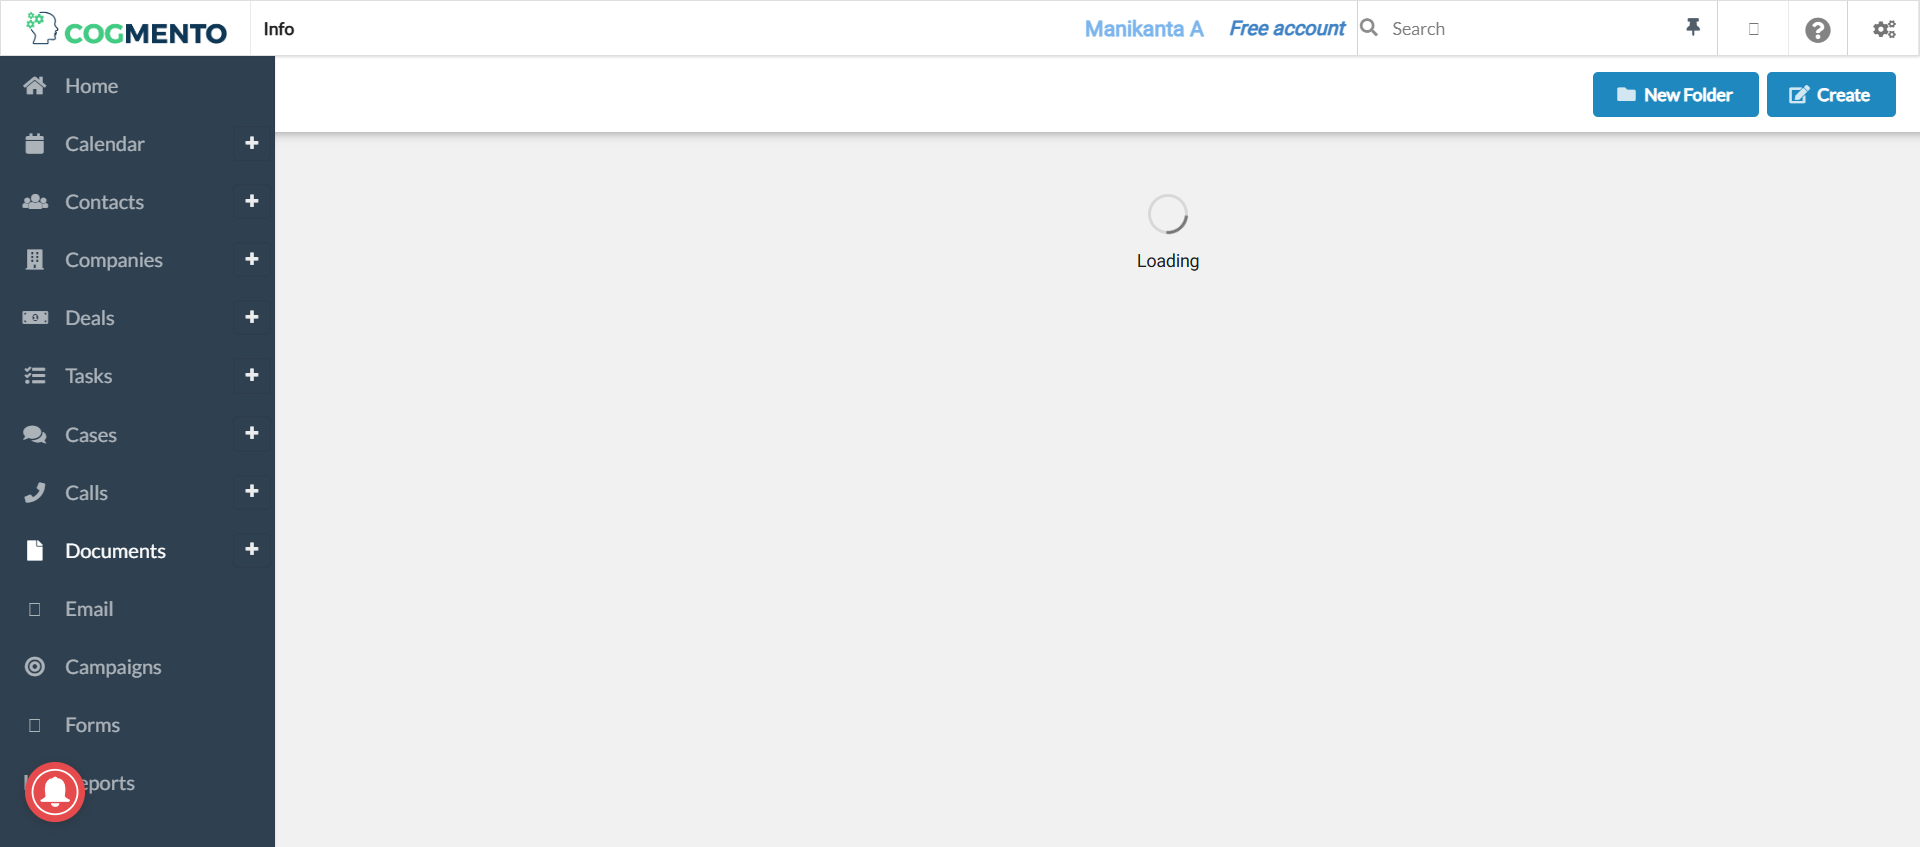 COGMENTO
Info
Manikanta A
Free account
Search
New Folder
Create
Home
Calendar
Contacts
Companies
Deals
Tasks
Cases
Calls
Documents
Email
Campaigns
Forms
eports
Loading